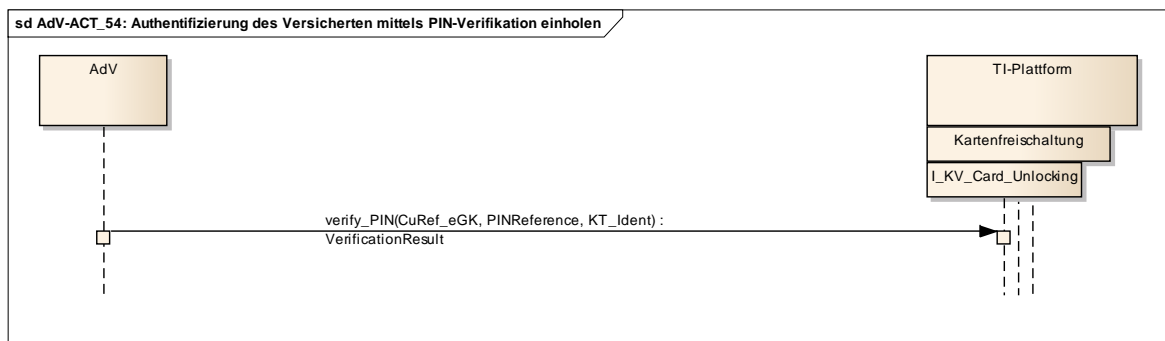 sd AdV-ACT_54: Authentifizierung des Versicherten mittels PIN-Verifikation einholen
AdV
TI-Plattform
Kartenfreischaltung
I_KV_Card_Unlocking
verify_PIN(CuRef_eGK, PINReference, KT_Ident) :
VerificationResult